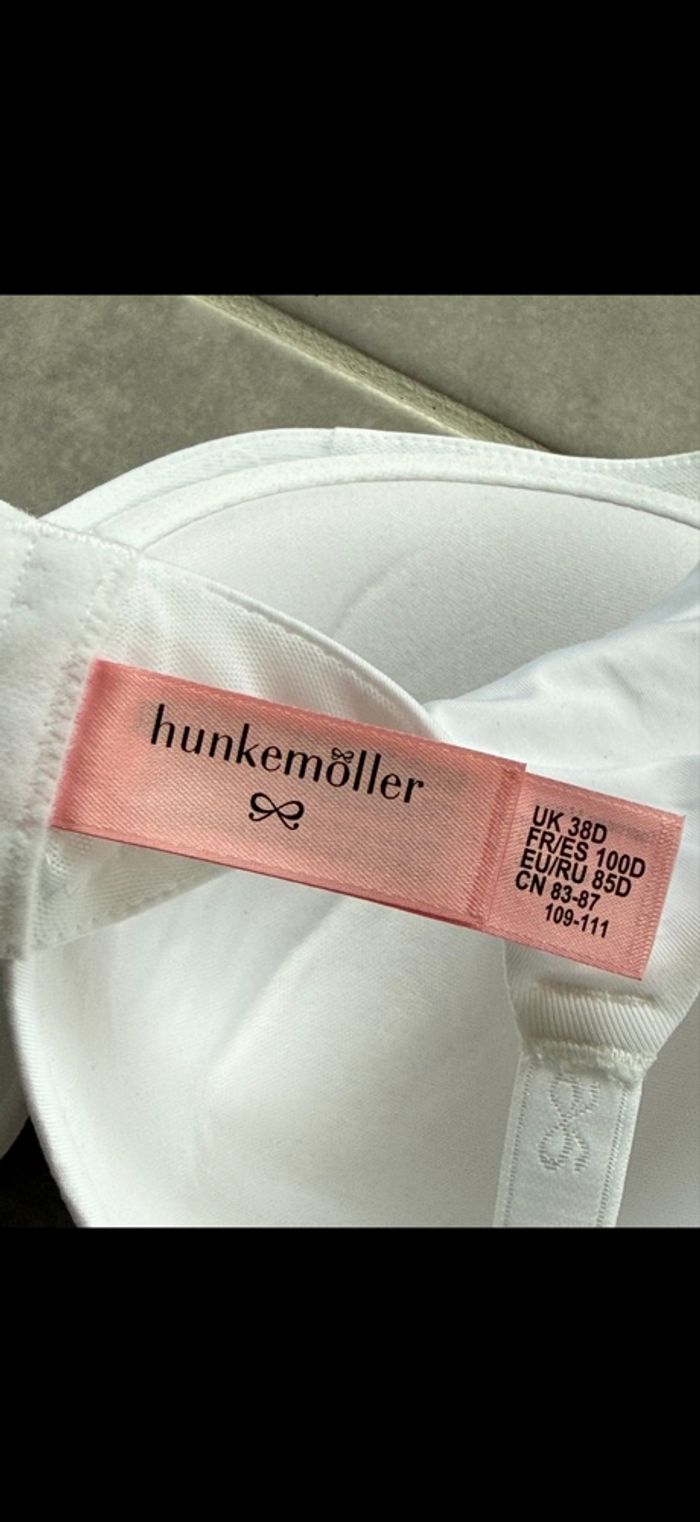 hunkemöller
UK 38D
FR/ES 100D
EU/RU 85D
CN 83-87
109-111